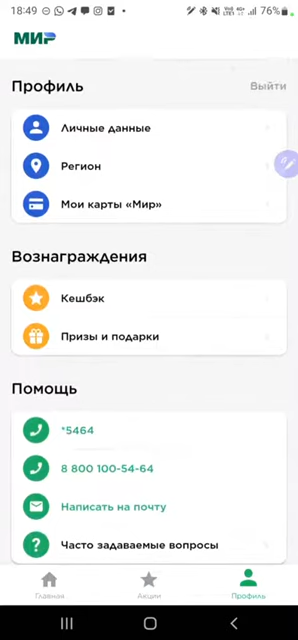 18:49
76%
МИР
Профиль
Выйти
Личные данные
Регион
Мои карты «Мир»
Вознаграждения
Кешбэк
Призы и подарки
Помощь
*5464
8 800 100-54-64
Написать на почту
Часто задаваемые вопросы
Главная
Акции
Профиль